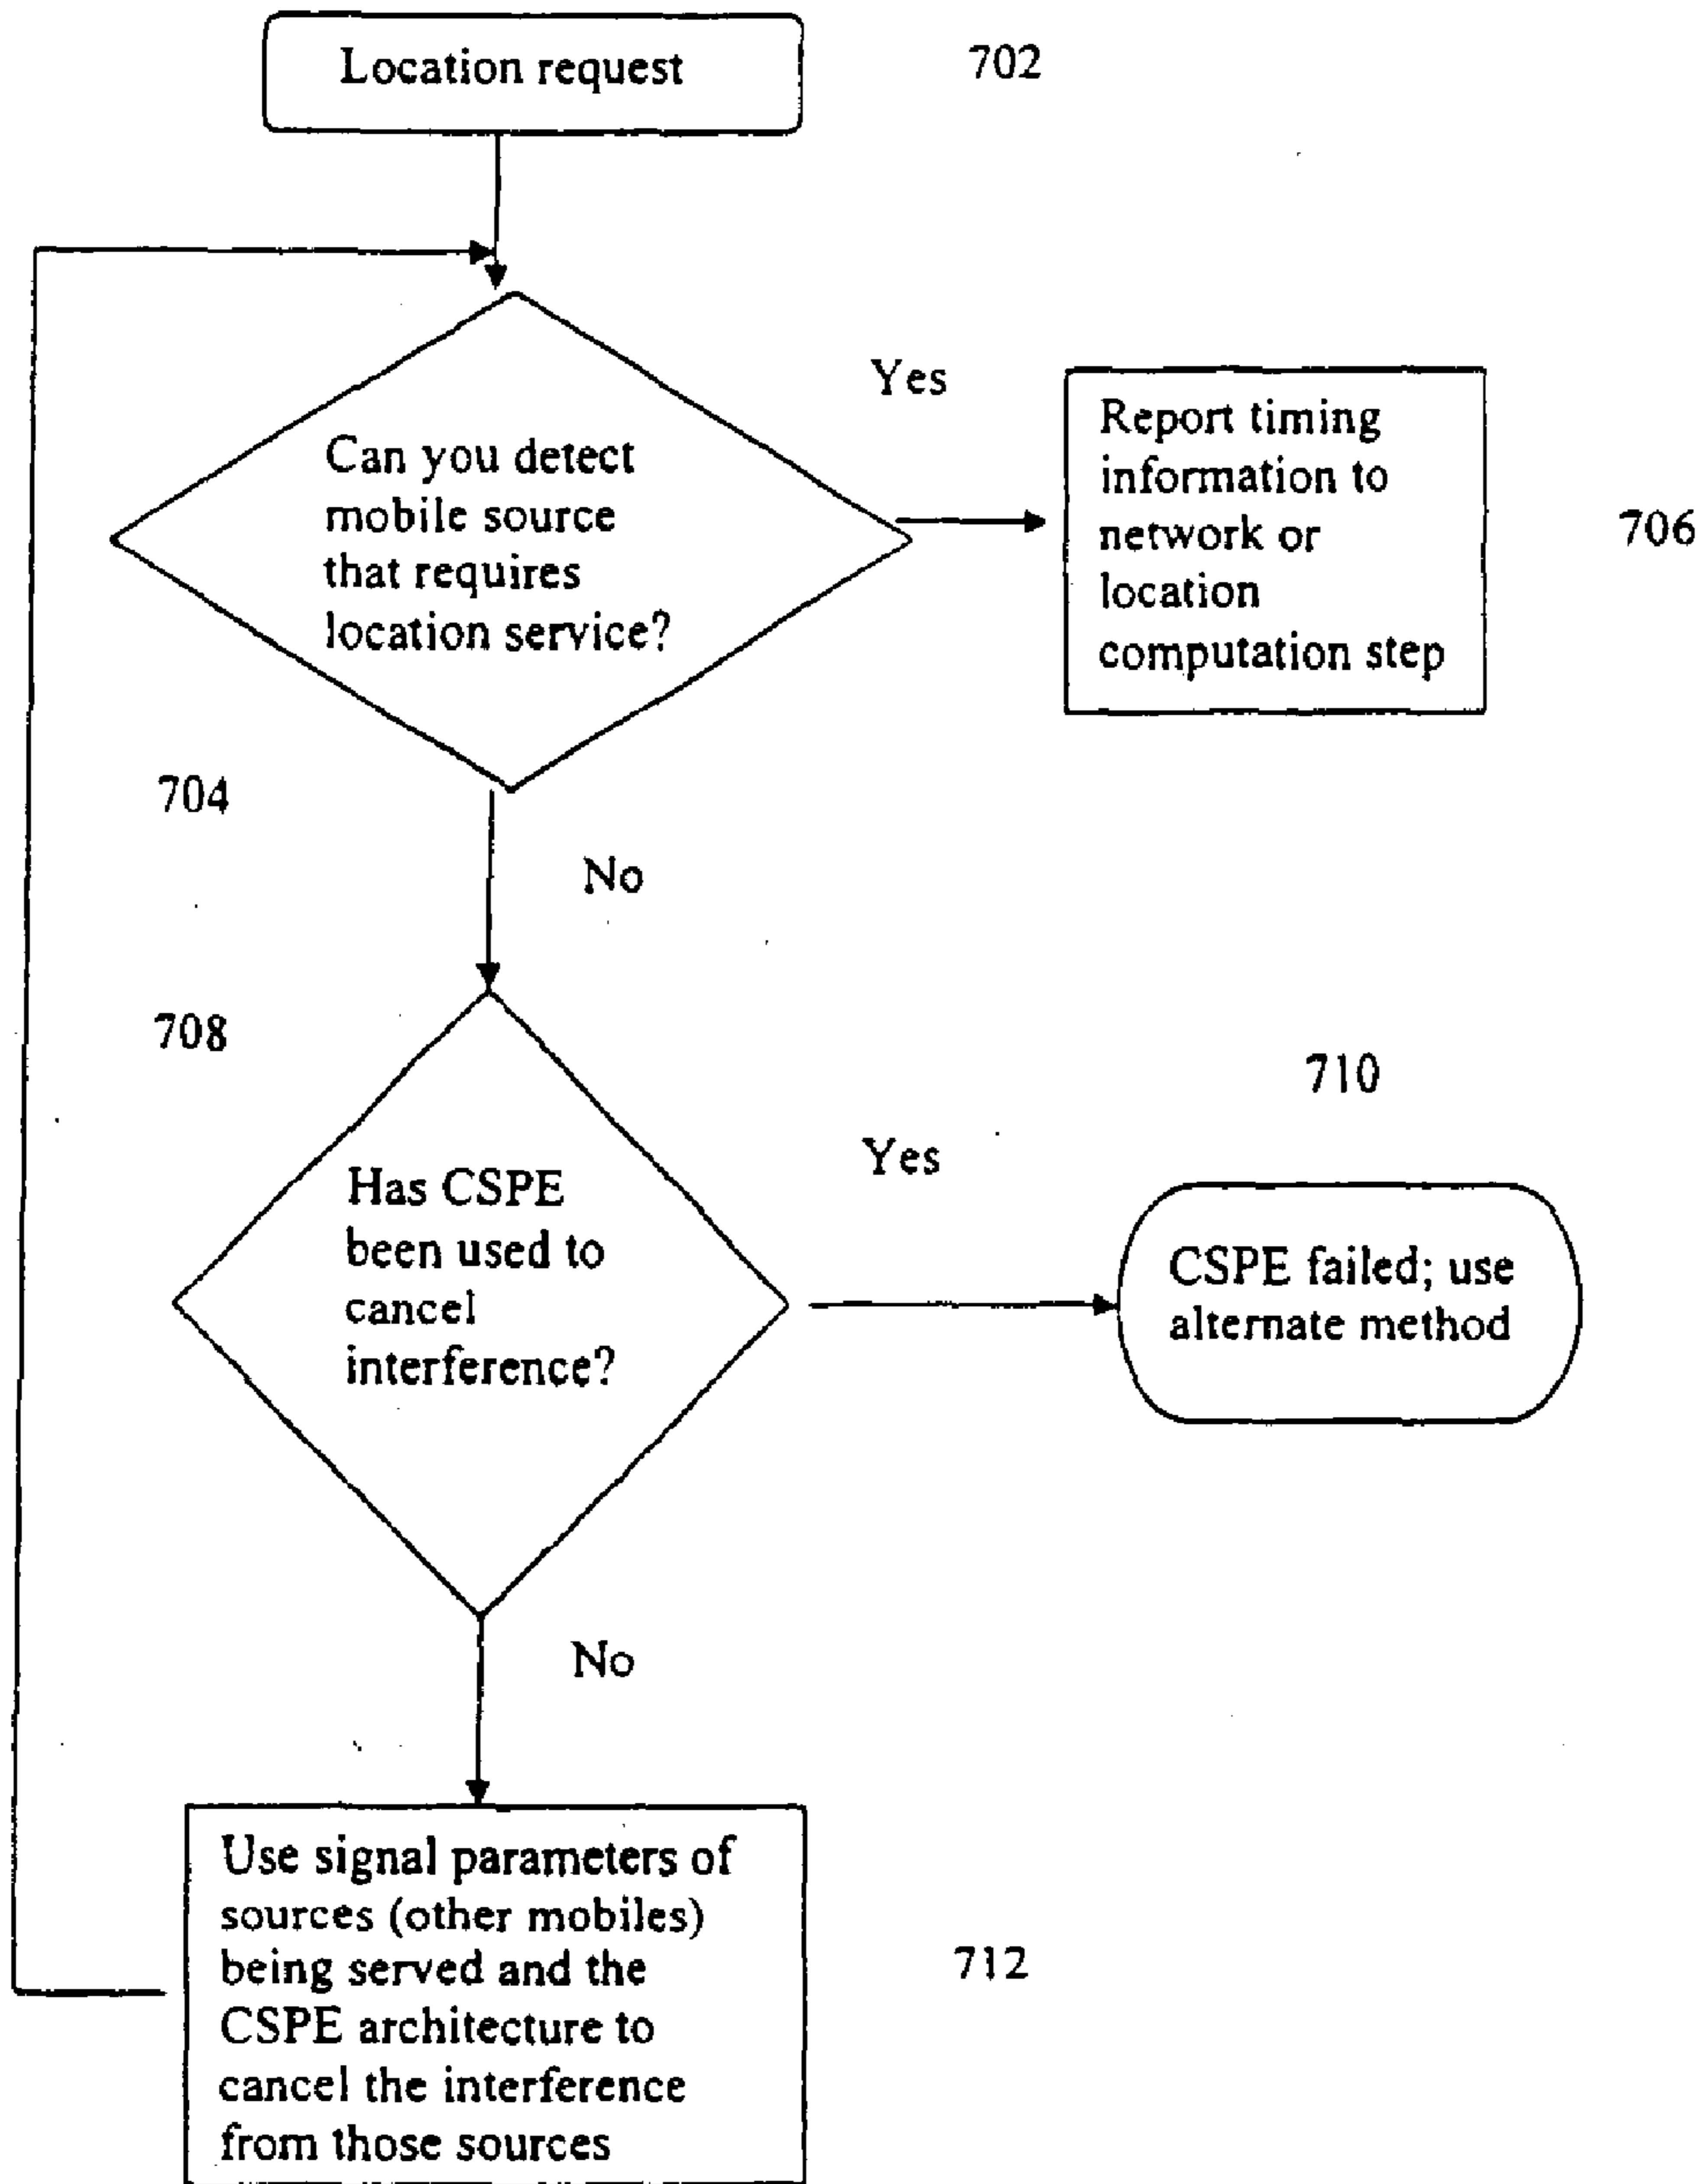 Location request
702
Yes
Can you detect
mobile source
that requires
location service?
Report timing
information to
network or
location
computation step
706
704
No
708
710
Yes
Has CSPE
been used to
cancel
interference?
CSPE failed; use
alternate method
No
Use signal parameters of
sources (other mobiles)
being served and the
CSPE architecture to
cancel the interference
from those sources
712